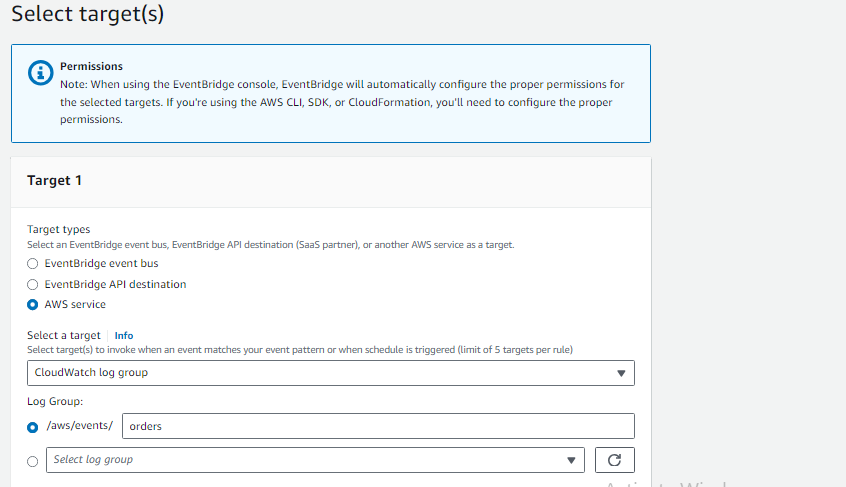 Select target(s)
Permissions
Note: When using the EventBridge console, EventBridge will automatically configure the proper permissions for
the selected targets. If you're using the AWS CLI, SDK, or CloudFormation, you'll need to configure the proper
permissions.
Target 1
Target types
Select an EventBridge event bus, EventBridge API destination (SaaS partner), or another AWS service as a target.
EventBridge event bus
EventBridge API destination
AWS service
Select a target Info
Select target(s) to invoke when an event matches your event pattern or when schedule is triggered (limit of 5 targets per rule)
CloudWatch log group
Log Group:
/aws/events/ orders
Select log group